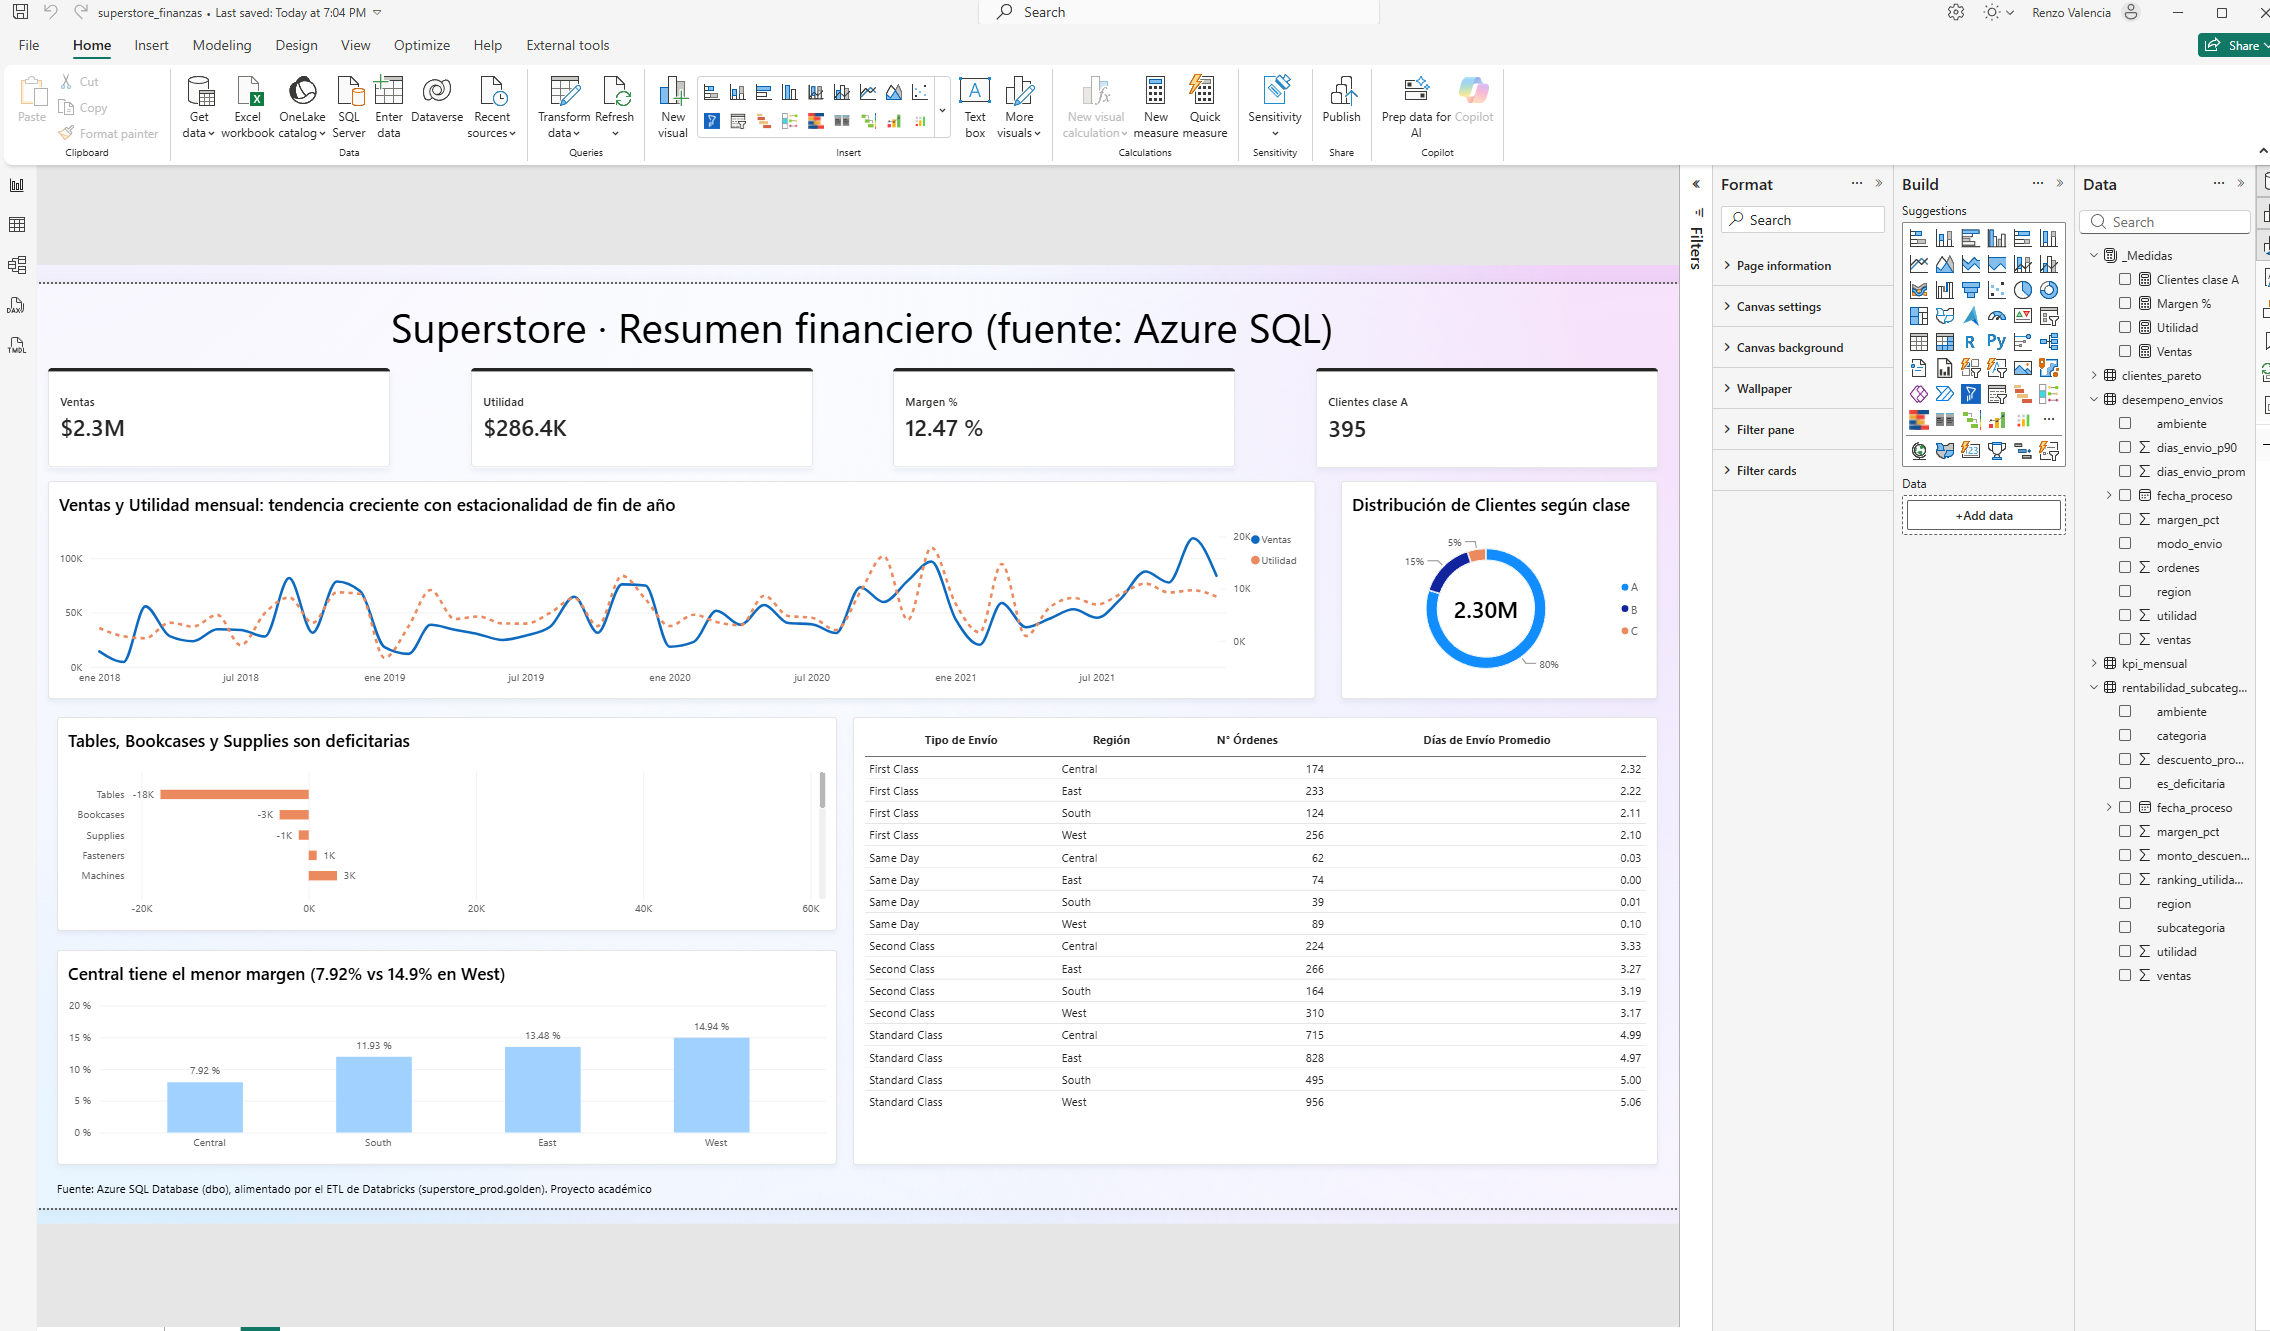 superstore_finanzas • Last saved: Today at 7:04 PM
Search
Renzo Valencia
File Home Insert Modeling Design View Optimize Help External tools
Share
Paste
Cut
Copy
Format painter
Clipboard
Get data
Excel workbook
OneLake catalog
SQL Server
Enter data
Dataverse
Recent sources
Data
Transform data
Refresh
Queries
New visual
Text box
More visuals
Insert
New visual calculation
New measure
Quick measure
Calculations
Sensitivity
Sensitivity
Publish
Share
Prep data for AI
Copilot
Copilot
DAX
TMDL
Superstore · Resumen financiero (fuente: Azure SQL)
Ventas
$2.3M
Utilidad
$286.4K
Margen %
12.47 %
Clientes clase A
395
Ventas y Utilidad mensual: tendencia creciente con estacionalidad de fin de año
100K
50K
0K
20K
10K
0K
Ventas
Utilidad
ene 2018 jul 2018 ene 2019 jul 2019 ene 2020 jul 2020 ene 2021 jul 2021
Distribución de Clientes según clase
5%
15%
2.30M
80%
A
B
C
Tables, Bookcases y Supplies son deficitarias
Tables -18K
Bookcases -3K
Supplies -1K
Fasteners 1K
Machines 3K
-20K 0K 20K 40K 60K
Central tiene el menor margen (7.92% vs 14.9% en West)
20 %
15 %
10 %
5 %
0 %
7.92 % 11.93 % 13.48 % 14.94 %
Central South East West
Tipo de Envío Región N° Órdenes Días de Envío Promedio
First Class Central 174 2.32
First Class East 233 2.22
First Class South 124 2.11
First Class West 256 2.10
Same Day Central 62 0.03
Same Day East 74 0.00
Same Day South 39 0.01
Same Day West 89 0.10
Second Class Central 224 3.33
Second Class East 266 3.27
Second Class South 164 3.19
Second Class West 310 3.17
Standard Class Central 715 4.99
Standard Class East 828 4.97
Standard Class South 495 5.00
Standard Class West 956 5.06
Fuente: Azure SQL Database (dbo), alimentado por el ETL de Databricks (superstore_prod.golden). Proyecto académico
Filters
Format
Search
Page information
Canvas settings
Canvas background
Wallpaper
Filter pane
Filter cards
Build
Suggestions
R
Py
123
Data
+Add data
Data
Search
_Medidas
Clientes clase A
Margen %
Utilidad
Ventas
clientes_pareto
desempeno_envios
ambiente
dias_envio_p90
dias_envio_prom
fecha_proceso
margen_pct
modo_envio
ordenes
region
utilidad
ventas
kpi_mensual
rentabilidad_subcateg...
ambiente
categoria
descuento_pro...
es_deficitaria
fecha_proceso
margen_pct
monto_descuen...
ranking_utilida...
region
subcategoria
utilidad
ventas